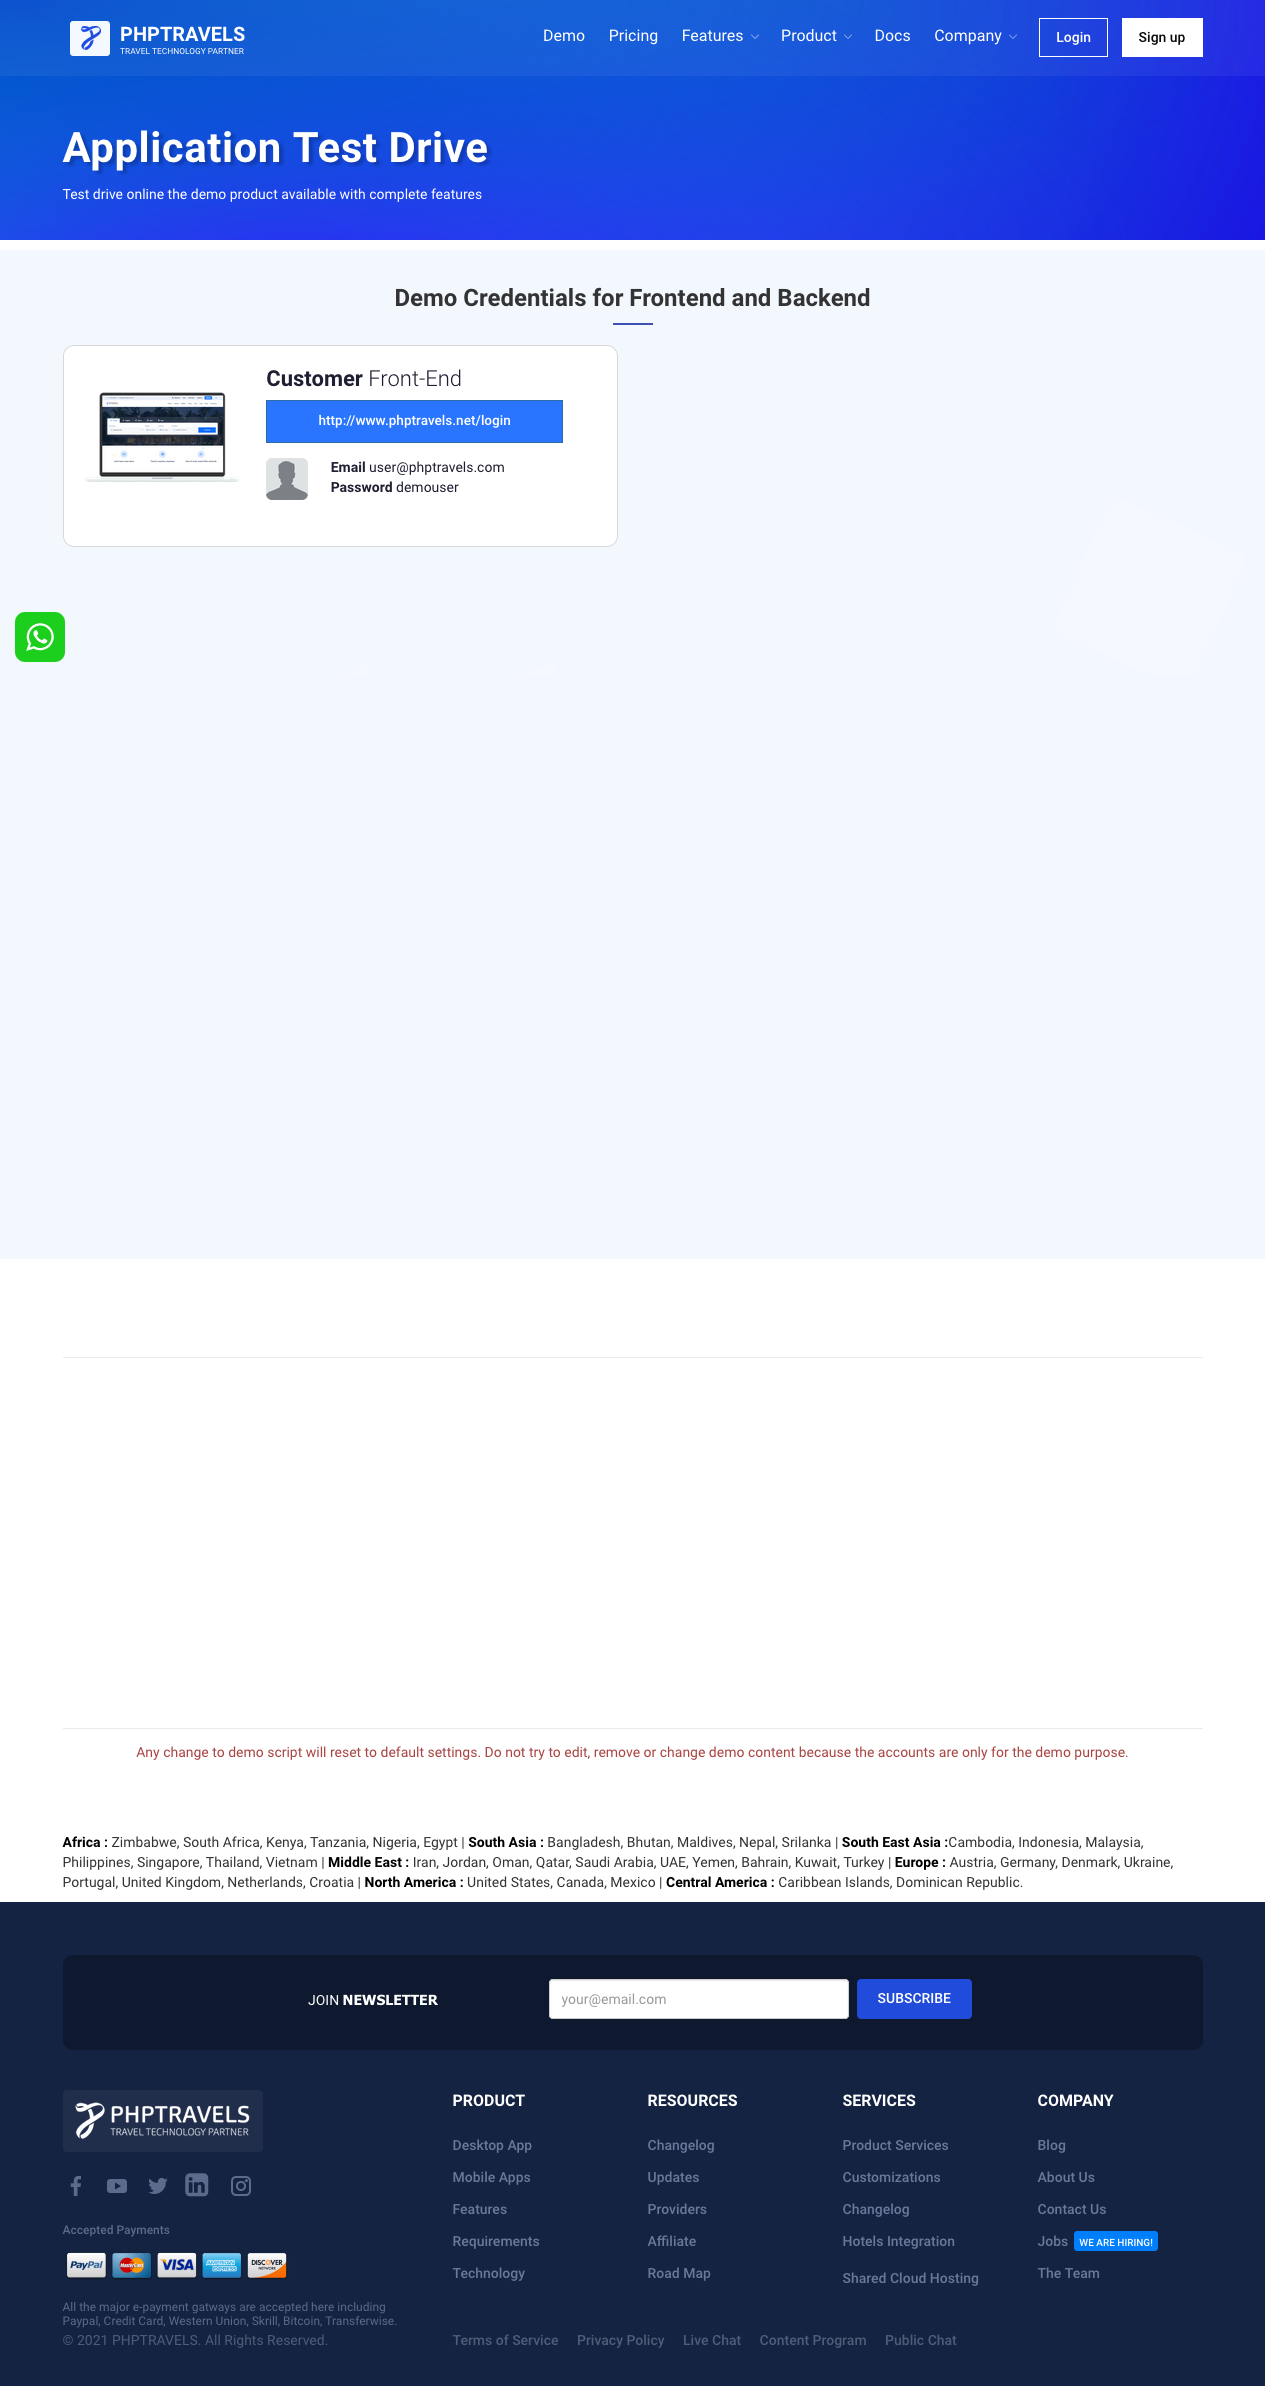 PHPTRAVELS
TRAVEL TECHNOLOGY PARTNER
Demo Pricing Features Product Docs Company Login Sign up
Application Test Drive
Test drive online the demo product available with complete features
Demo Credentials for Frontend and Backend
Customer Front-End
http://www.phptravels.net/login
Email user@phptravels.com
Password demouser
Any change to demo script will reset to default settings. Do not try to edit, remove or change demo content because the accounts are only for the demo purpose.
Africa : Zimbabwe, South Africa, Kenya, Tanzania, Nigeria, Egypt | South Asia : Bangladesh, Bhutan, Maldives, Nepal, Srilanka | South East Asia :Cambodia, Indonesia, Malaysia,
Philippines, Singapore, Thailand, Vietnam | Middle East : Iran, Jordan, Oman, Qatar, Saudi Arabia, UAE, Yemen, Bahrain, Kuwait, Turkey | Europe : Austria, Germany, Denmark, Ukraine,
Portugal, United Kingdom, Netherlands, Croatia | North America : United States, Canada, Mexico | Central America : Caribbean Islands, Dominican Republic.
JOIN NEWSLETTER
your@email.com
SUBSCRIBE
PHPTRAVELS
TRAVEL TECHNOLOGY PARTNER
Accepted Payments
PayPal MasterCard VISA AMERICAN EXPRESS DISCOVER NETWORK
All the major e-payment gatways are accepted here including
Paypal, Credit Card, Western Union, Skrill, Bitcoin, Transferwise.
© 2021 PHPTRAVELS. All Rights Reserved.
PRODUCT
Desktop App
Mobile Apps
Features
Requirements
Technology
RESOURCES
Changelog
Updates
Providers
Affiliate
Road Map
SERVICES
Product Services
Customizations
Changelog
Hotels Integration
Shared Cloud Hosting
COMPANY
Blog
About Us
Contact Us
Jobs WE ARE HIRING!
The Team
Terms of Service Privacy Policy Live Chat Content Program Public Chat